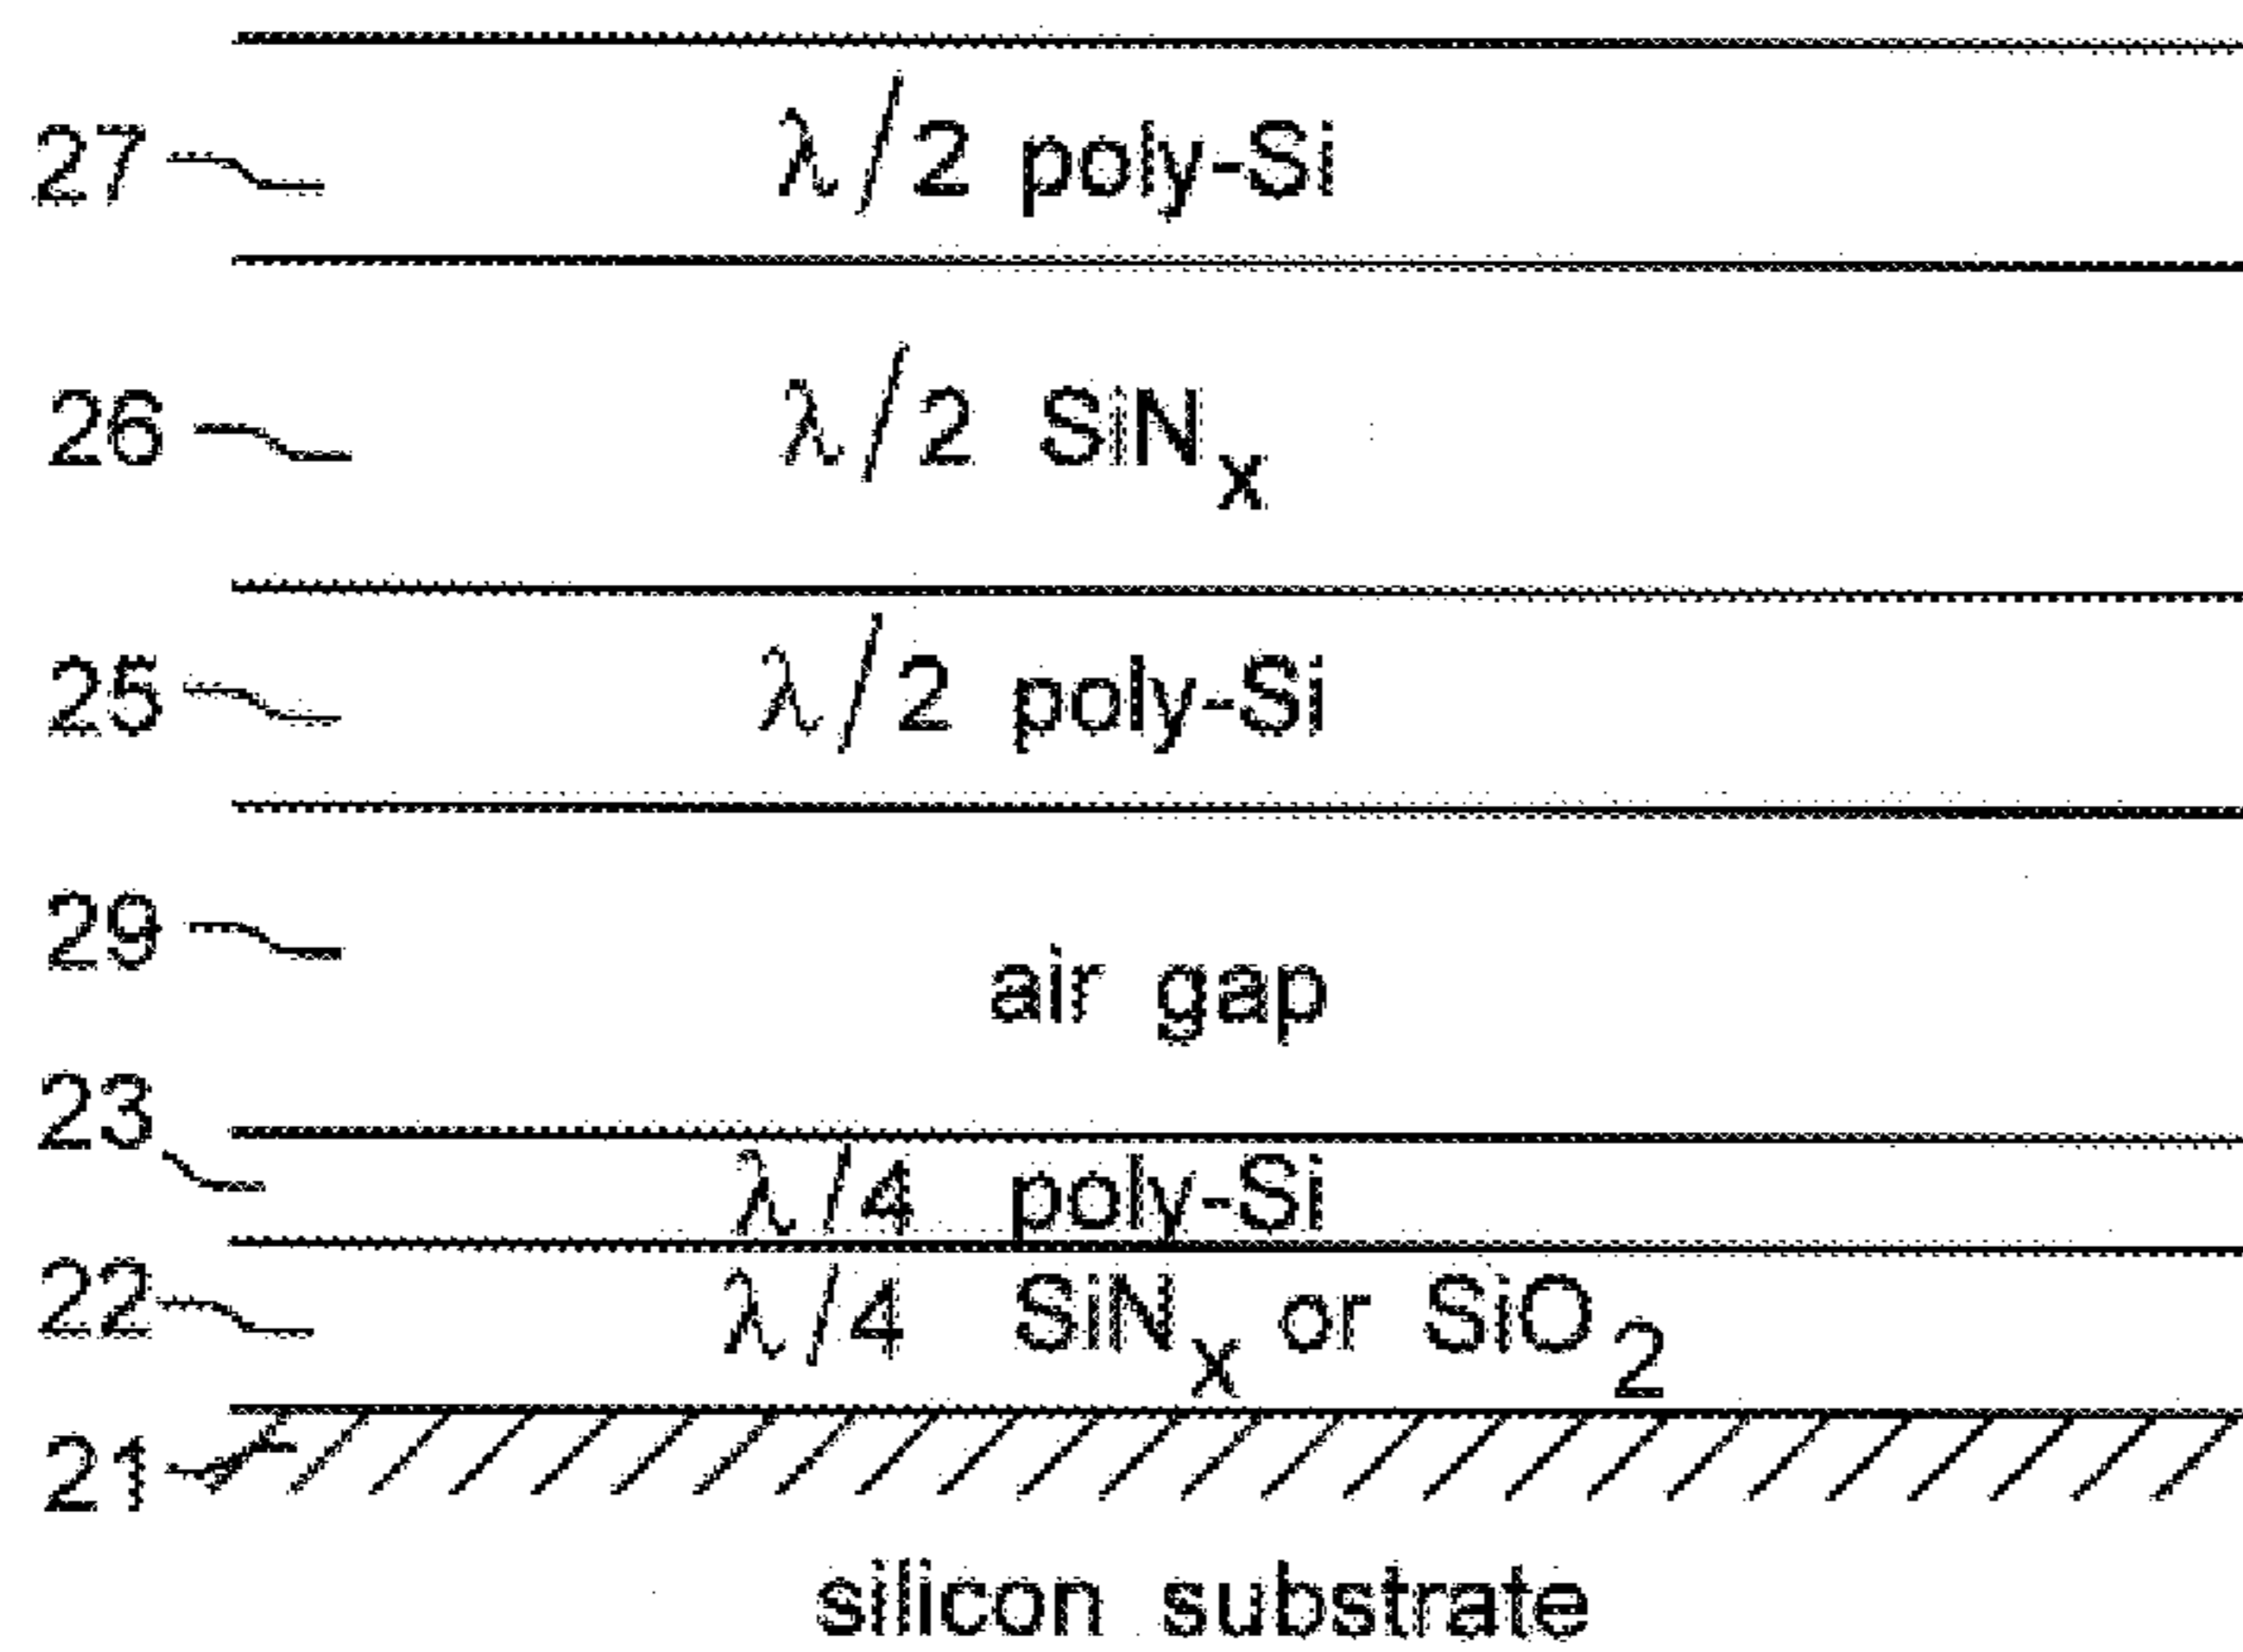 27 λ/2 poly-Si
26 λ/2 SiNx
25 λ/2 poly-Si
29 air gap
23 λ/4 poly-Si
22 λ/4 SiNx or SiO2
21
silicon substrate